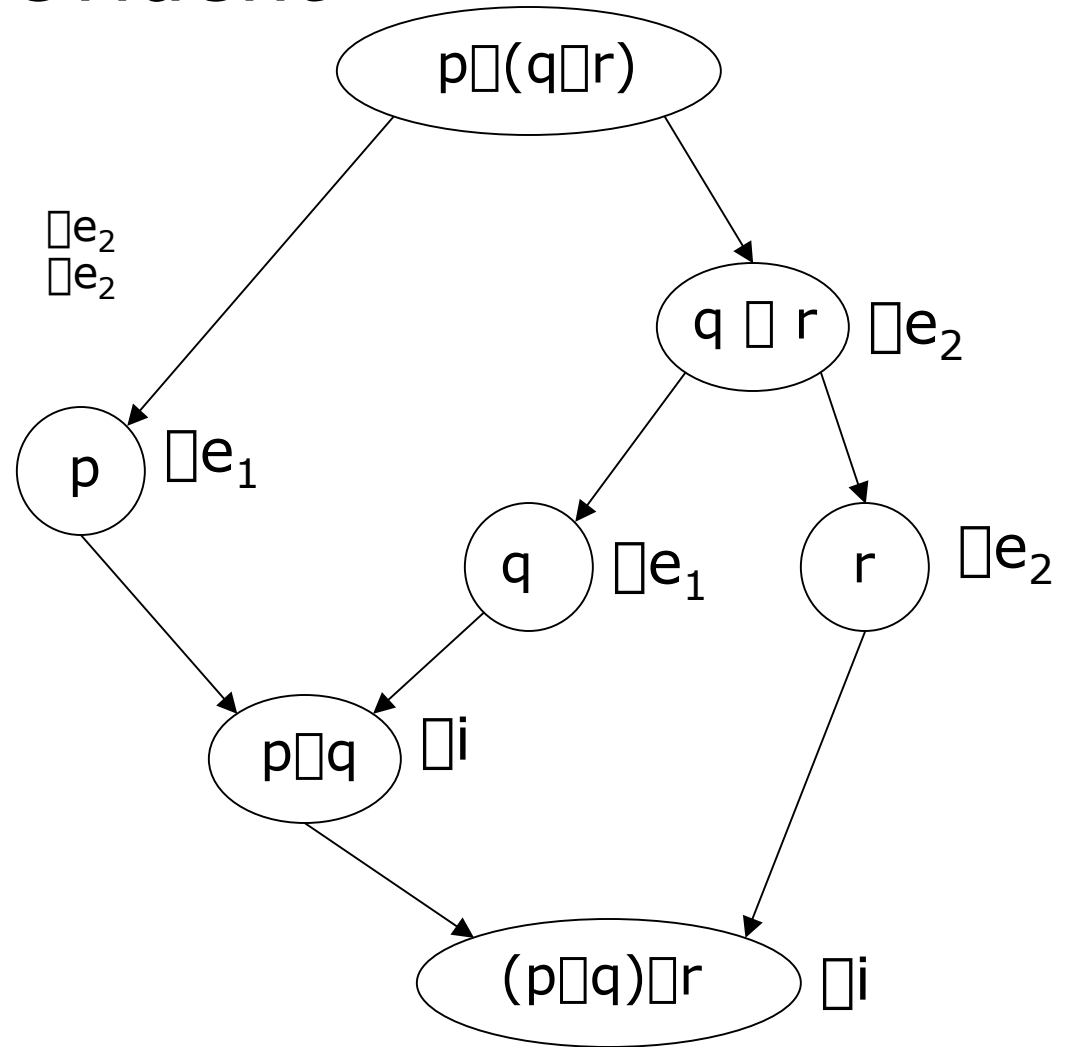 p▯(q▯r)
▯e₂
▯e₂
q ▯ r
▯e₂
p
▯e₁
q
▯e₁
r
▯e₂
p▯q
▯i
(p▯q)▯r
▯i